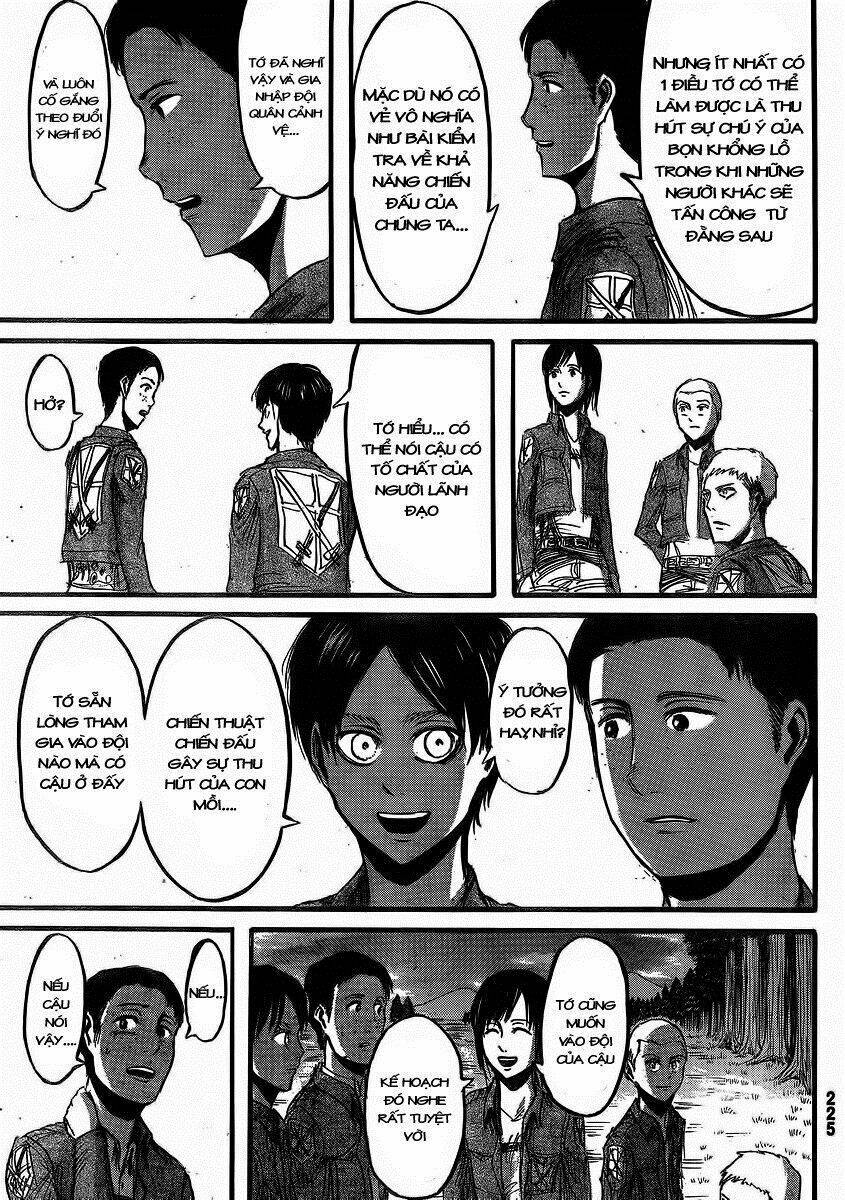 NHƯNG ÍT NHẤT CÓ
1 ĐIỀU TỚ CÓ THỂ
LÀM ĐƯỢC LÀ THU
HÚT SỰ CHÚ Ý CỦA
BỌN KHỔNG LỒ
TRONG KHI NHỮNG
NGƯỜI KHÁC SẼ
TẤN CÔNG TỪ
ĐẰNG SAU
MẶC DÙ NÓ CÓ
VẺ VÔ NGHĨA
NHƯ BÀI KIỂM
TRA VỀ KHẢ
NĂNG CHIẾN
ĐẤU CỦA
CHÚNG TA...
TỚ ĐÃ NGHĨ
VẬY VÀ GIA
NHẬP ĐỘI
QUÂN CẢNH
VỆ...
VÀ LUÔN
CỐ GẮNG
THEO ĐUỔI
Ý NGHĨ ĐÓ
TỚ HIỂU... CÓ
THỂ NÓI CẬU CÓ
TỐ CHẤT CỦA
NGƯỜI LÃNH
ĐẠO
HỞ?
Ý TƯỞNG
ĐÓ RẤT
HAY,NHỈ?
CHIẾN THUẬT
CHIẾN ĐẤU
GÂY SỰ THU
HÚT CỦA CON
MỒI....
TỚ SẴN
LÒNG THAM
GIA VÀO ĐỘI
NÀO MÀ CÓ
CẬU Ở ĐẤY
TỚ CŨNG
MUỐN
VÀO ĐỘI
CỦA CẬU
KẾ HOẠCH
ĐÓ NGHE
RẤT TUYỆT
VỜI
NẾU...
NẾU
CẬU
NÓI
VẬY....
225